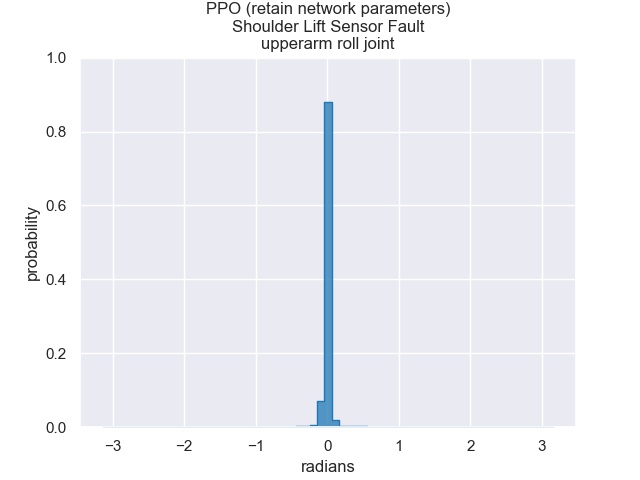 PPO (retain network parameters)
Shoulder Lift Sensor Fault
upperarm roll joint
1.0
0.8
0.6
0.4
0.2
0.0
probability
−3
−2
−1
0
1
2
3
radians